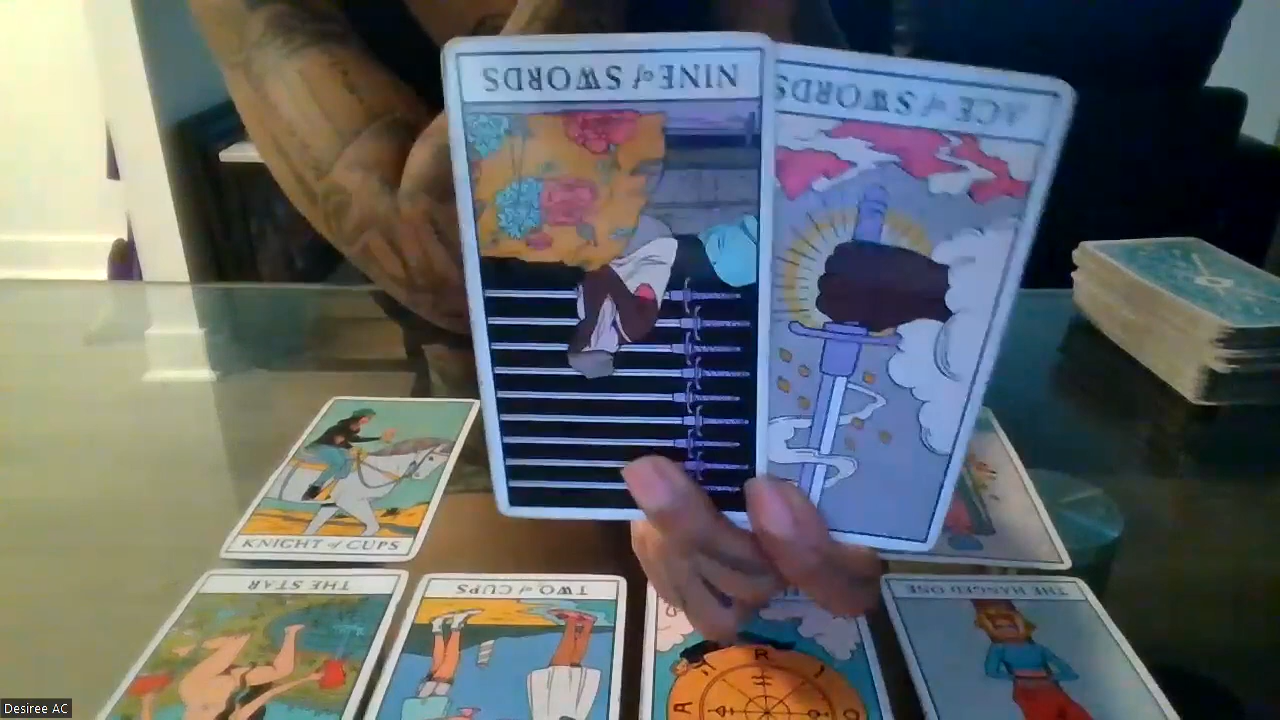 NINE of SWORDS
ACE of SWORDS
KNIGHT of CUPS
THE STAR
TWO of CUPS
THE HANGED ONE
R
A
O
Desiree AC